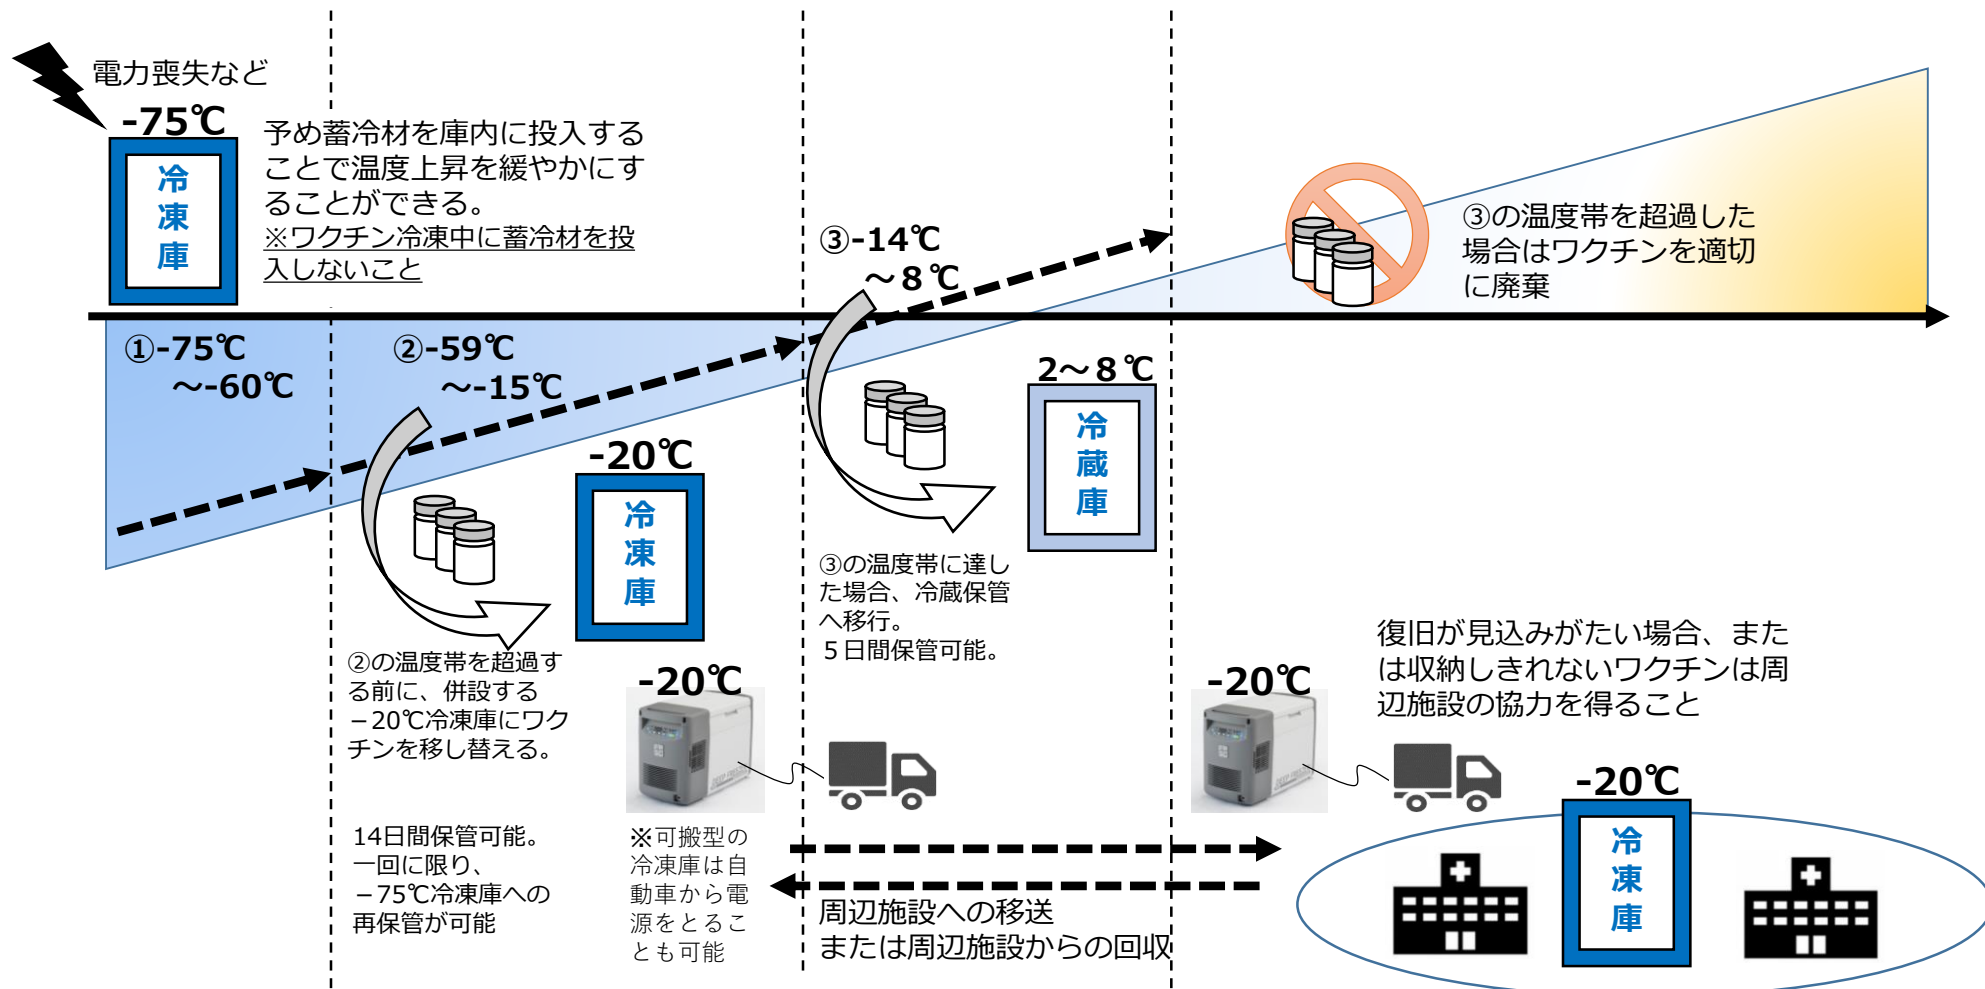 電力喪失など
-75℃
冷
凍
庫
予め蓄冷材を庫内に投入する
ことで温度上昇を緩やかにす
ることができる。
※ワクチン冷凍中に蓄冷材を投
入しないこと
③-14℃
～８℃
③の温度帯を超過した
場合はワクチンを適切
に廃棄
①-75℃
～-60℃
②-59℃
～-15℃
-20℃
冷
凍
庫
2～８℃
冷
蔵
庫
②の温度帯を超過す
る前に、併設する
－20℃冷凍庫にワク
チンを移し替える。
14日間保管可能。
一回に限り、
－75℃冷凍庫への
再保管が可能
③の温度帯に達し
た場合、冷蔵保管
へ移行。
５日間保管可能。
-20℃
※可搬型の
冷凍庫は自
動車から電
源をとるこ
とも可能
周辺施設への移送
または周辺施設からの回収
-20℃
復旧が見込みがたい場合、また
は収納しきれないワクチンは周
辺施設の協力を得ること
-20℃
冷
凍
庫